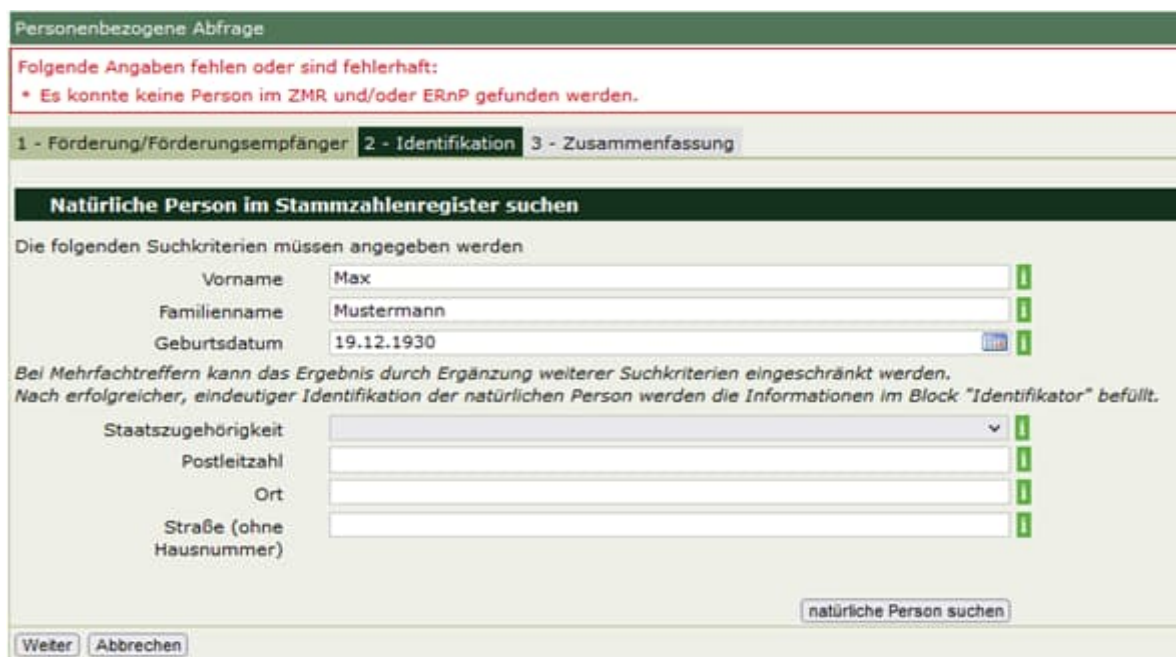 Personenbezogene Abfrage
Folgende Angaben fehlen oder sind fehlerhaft:
* Es konnte keine Person im ZMR und/oder ERnP gefunden werden.
1 - Förderung/Förderungsempfänger 2 - Identifikation 3 - Zusammenfassung
Natürliche Person im Stammzahlenregister suchen
Die folgenden Suchkriterien müssen angegeben werden
Vorname Max i
Familienname Mustermann i
Geburtsdatum 19.12.1930 i
Bei Mehrfachtreffern kann das Ergebnis durch Ergänzung weiterer Suchkriterien eingeschränkt werden.
Nach erfolgreicher, eindeutiger Identifikation der natürlichen Person werden die Informationen im Block "Identifikator" befüllt.
Staatszugehörigkeit i
Postleitzahl i
Ort i
Straße (ohne i
Hausnummer)
natürliche Person suchen
Weiter Abbrechen